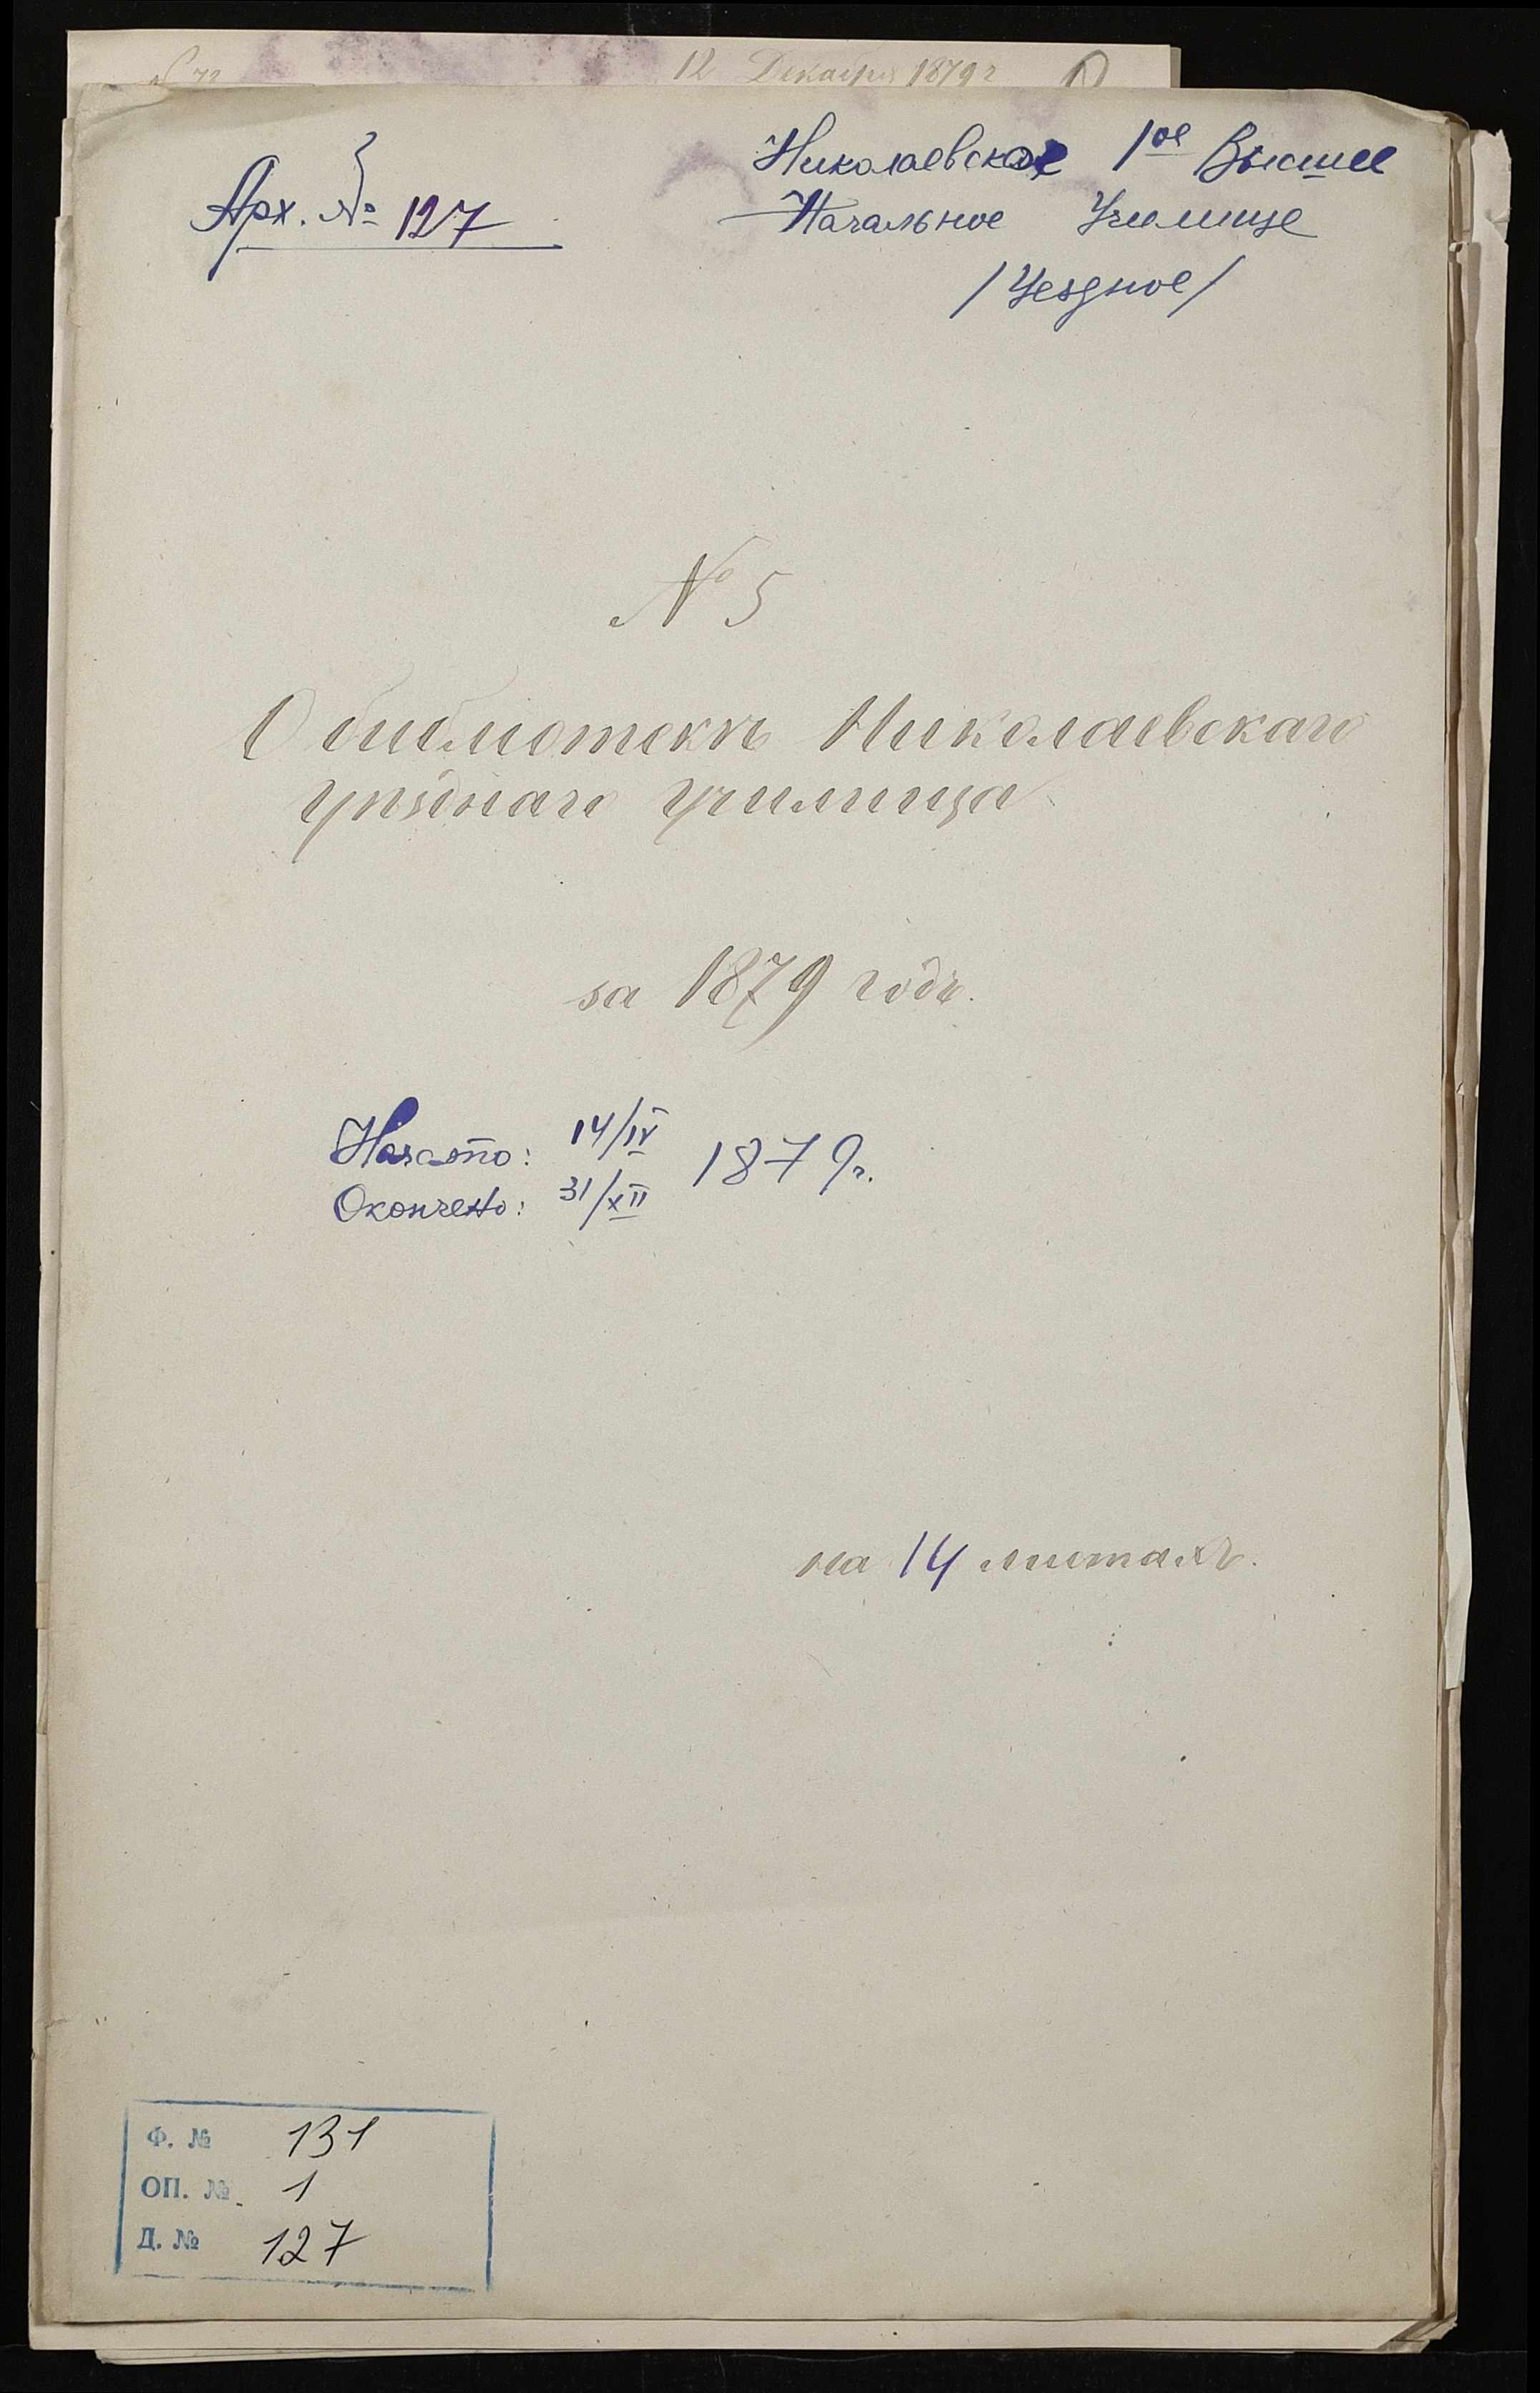 12 Декабря 1879 г
Арх. № 127
Николаевское 1ое Высшее
Начальное Училище
/Уездное/
№ 5
О библиотекѣ Николаевскаго
уѣзднаго училища
за 1879 годъ.
Начато: 14/IV 1879 г.
Окончено: 31/XII
на 14 листахъ.
Ф. № 131
ОП. № 1
Д. № 127